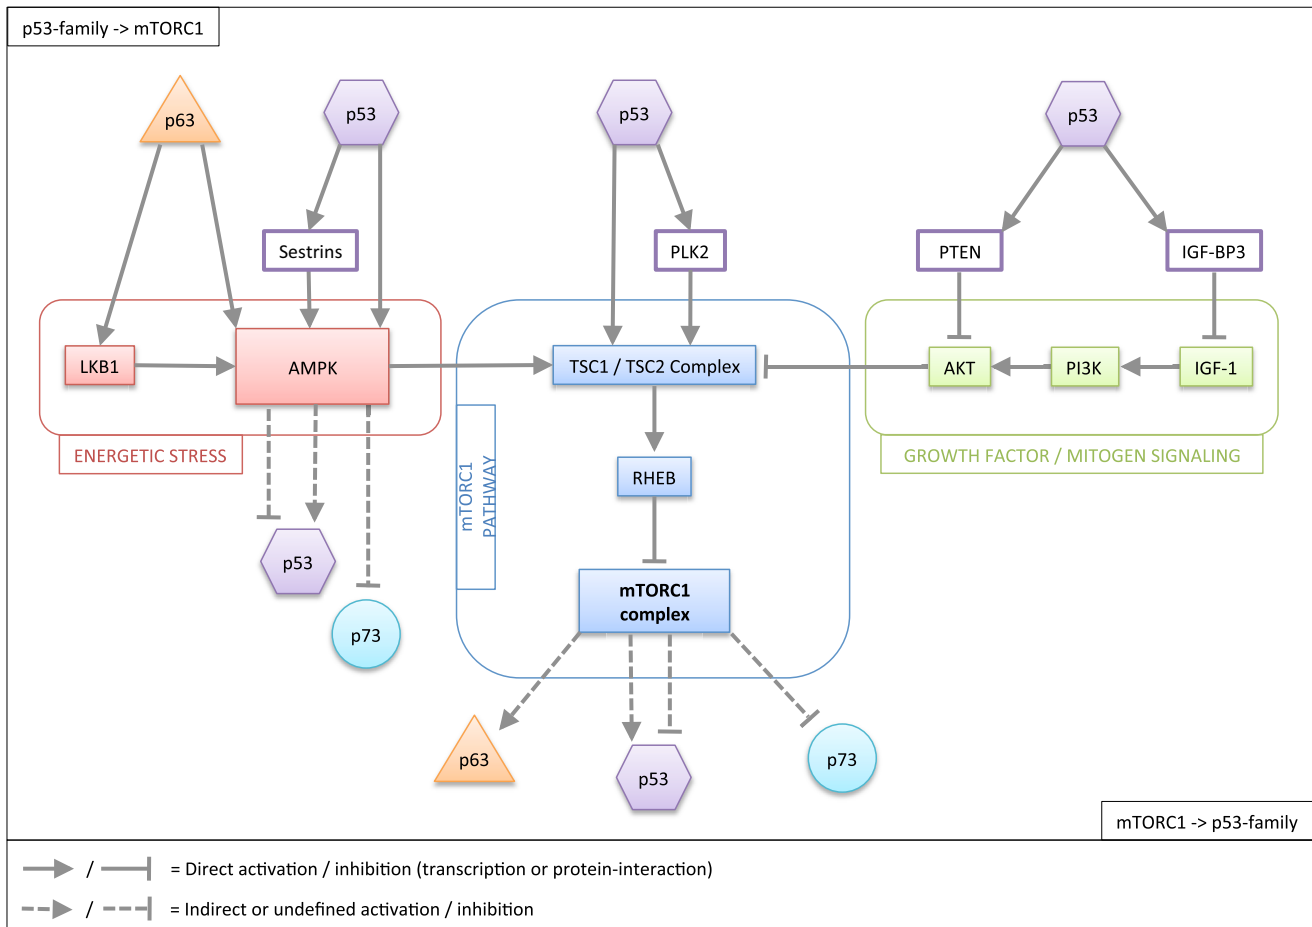 p53-family -> mTORC1
p63
p53
p53
p53
Sestrins
PLK2
PTEN
IGF-BP3
LKB1
AMPK
TSC1 / TSC2 Complex
AKT
PI3K
IGF-1
ENERGETIC STRESS
mTORC1
PATHWAY
GROWTH FACTOR / MITOGEN SIGNALING
RHEB
p53
mTORC1
complex
p73
p63
p53
p73
mTORC1 -> p53-family
/ = Direct activation / inhibition (transcription or protein-interaction)
/ = Indirect or undefined activation / inhibition